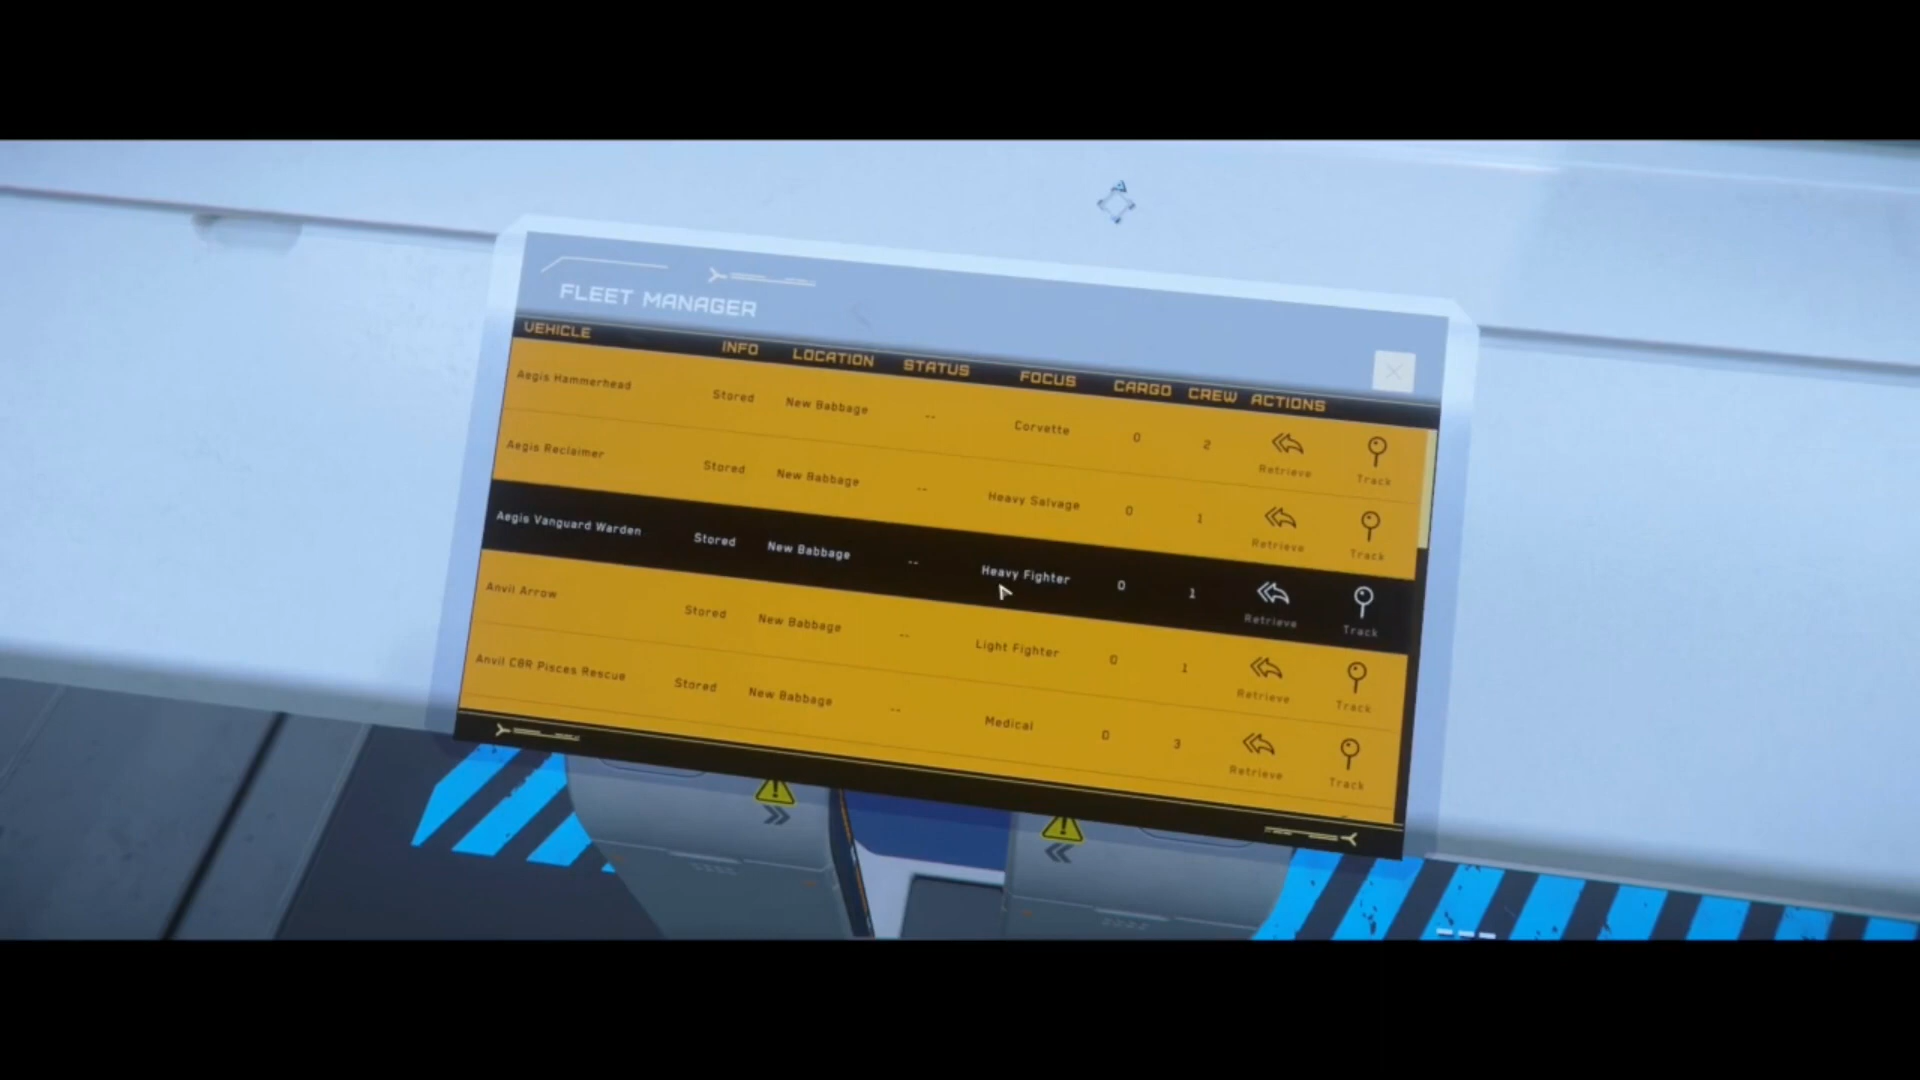 FLEET MANAGER
VEHICLE INFO LOCATION STATUS FOCUS CARGO CREW ACTIONS
Aegis Hammerhead Stored New Babbage -- Corvette 0 2 Retrieve Track
Aegis Reclaimer Stored New Babbage -- Heavy Salvage 0 1 Retrieve Track
Aegis Vanguard Warden Stored New Babbage -- Heavy Fighter 0 1 Retrieve Track
Anvil Arrow Stored New Babbage -- Light Fighter 0 1 Retrieve Track
Anvil C8R Pisces Rescue Stored New Babbage -- Medical 0 3 Retrieve Track